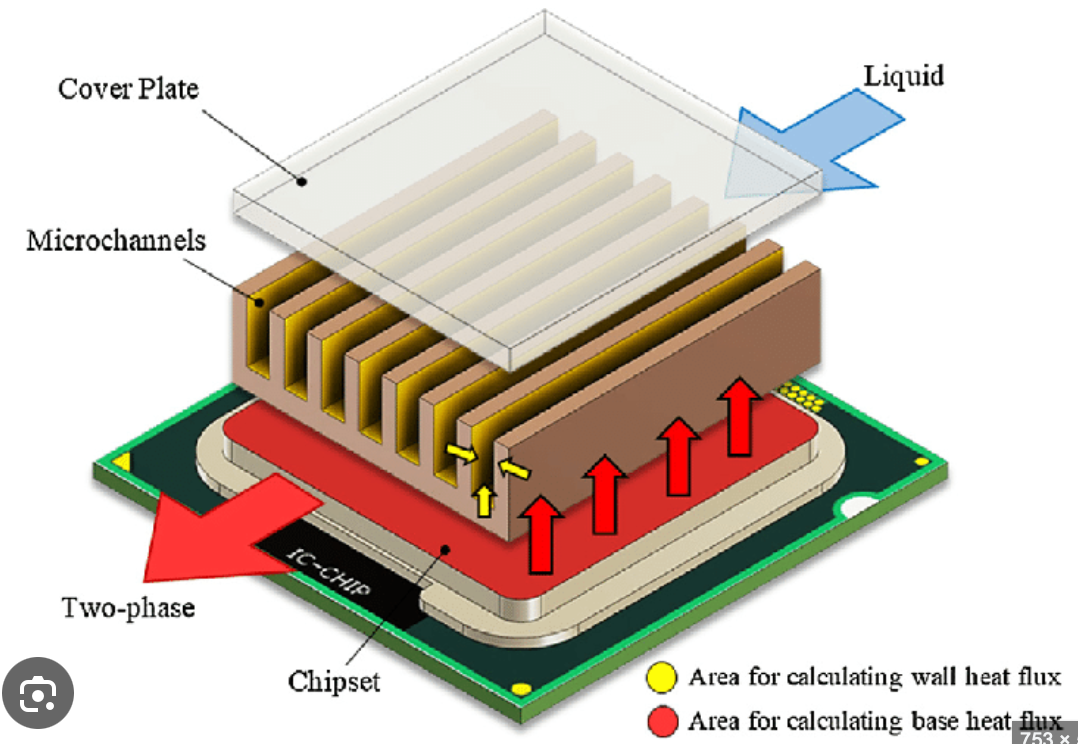 Liquid
Cover Plate
Microchannels
IC-CHIP
Two-phase
Chipset
Area for calculating wall heat flux
Area for calculating base heat flux
753 ×